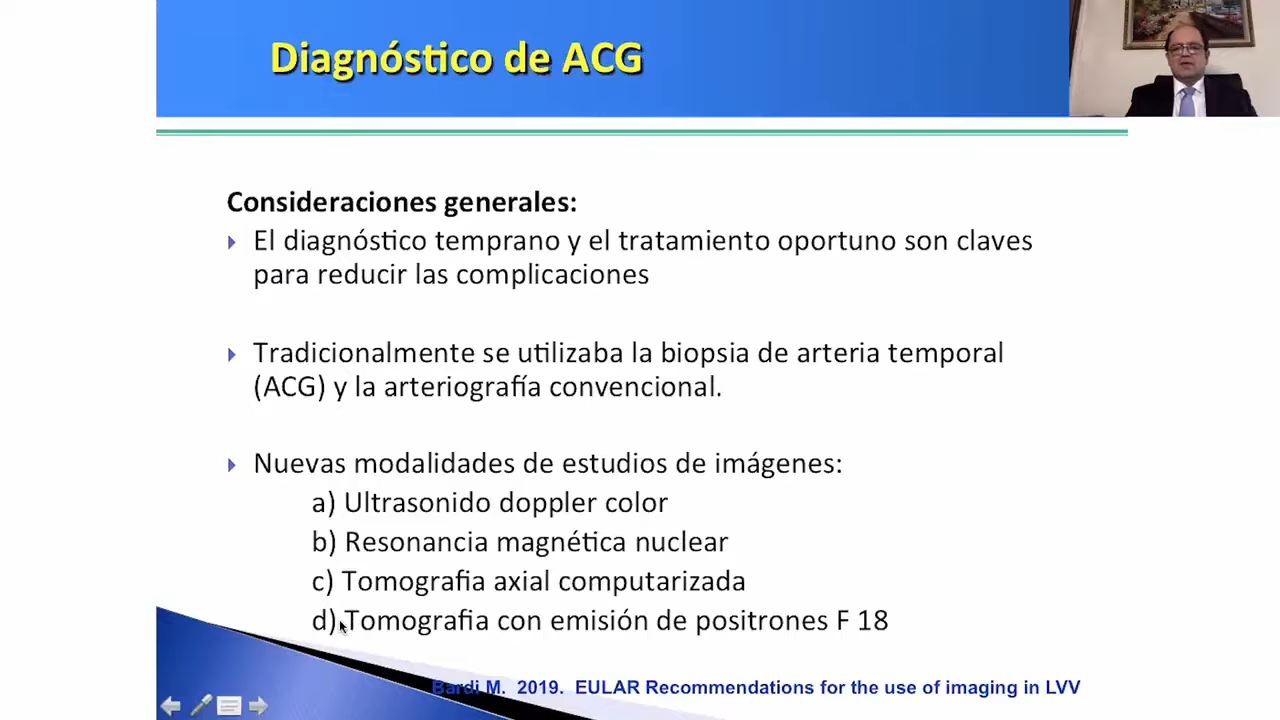 Diagnóstico de ACG
Consideraciones generales:
El diagnóstico temprano y el tratamiento oportuno son claves
para reducir las complicaciones
Tradicionalmente se utilizaba la biopsia de arteria temporal
(ACG) y la arteriografía convencional.
Nuevas modalidades de estudios de imágenes:
a) Ultrasonido doppler color
b) Resonancia magnética nuclear
c) Tomografia axial computarizada
d) Tomografia con emisión de positrones F 18
Bardi M. 2019. EULAR Recommendations for the use of imaging in LVV